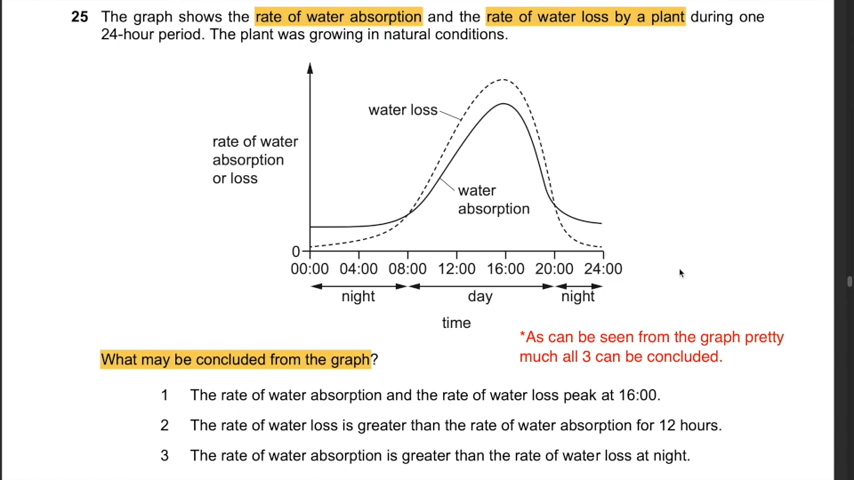 25 The graph shows the rate of water absorption and the rate of water loss by a plant during one
24-hour period. The plant was growing in natural conditions.
water loss
rate of water
absorption
or loss
water
absorption
0
00:00 04:00 08:00 12:00 16:00 20:00 24:00
night day night
time
*As can be seen from the graph pretty
much all 3 can be concluded.
What may be concluded from the graph?
1 The rate of water absorption and the rate of water loss peak at 16:00.
2 The rate of water loss is greater than the rate of water absorption for 12 hours.
3 The rate of water absorption is greater than the rate of water loss at night.